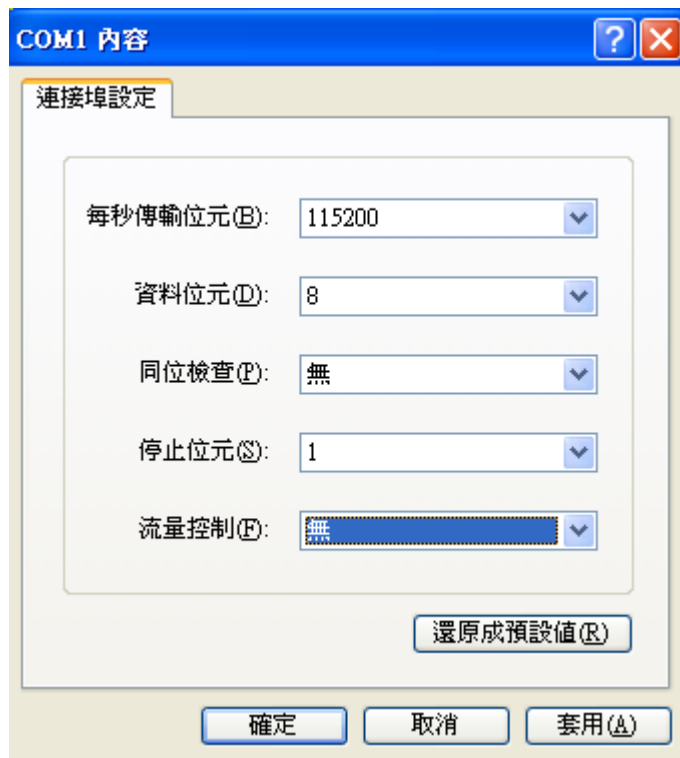 COM1 內容
連接埠設定
每秒傳輸位元(B): 115200
資料位元(D): 8
同位檢查(P): 無
停止位元(S): 1
流量控制(F): 無
還原成預設值(R)
確定 取消 套用(A)